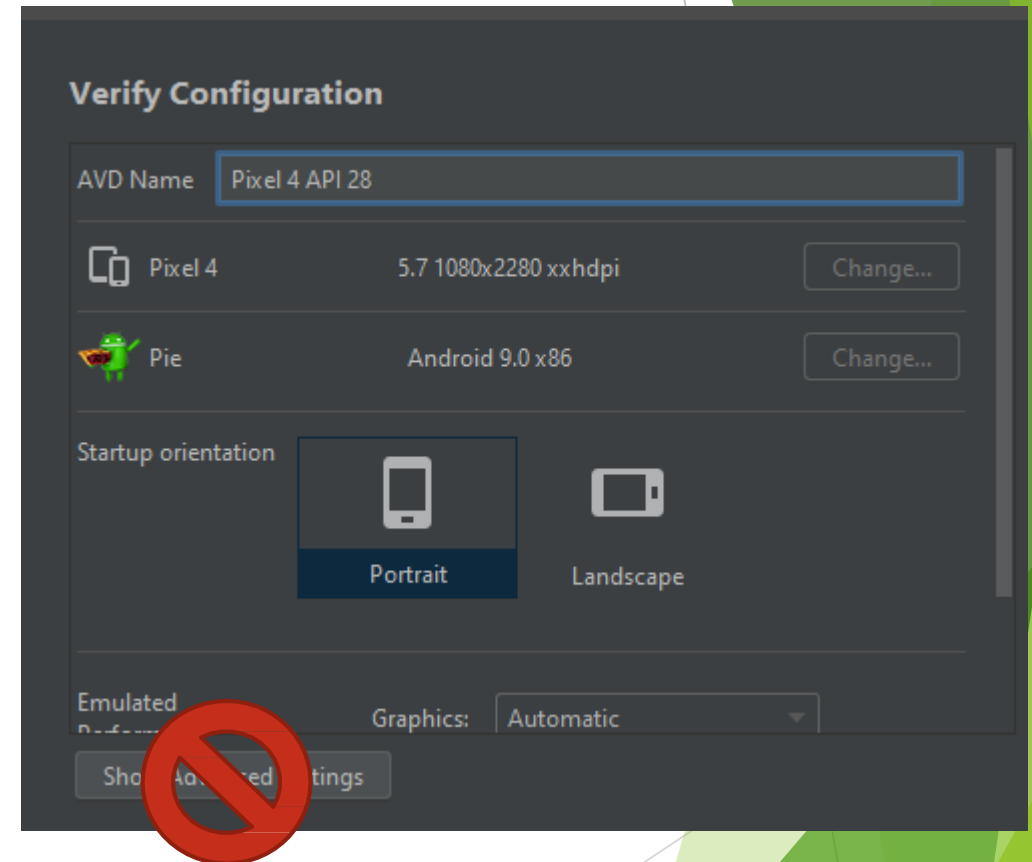 Verify Configuration
AVD Name Pixel 4 API 28
Pixel 4 5.7 1080x2280 xxhdpi Change...
Pie Android 9.0 x86 Change...
Startup orientation
Portrait Landscape
Emulated
Graphics: Automatic